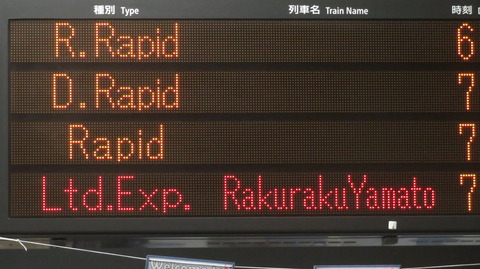 種別 Type 列車名 Train Name 時刻
R.Rapid 6
D.Rapid 7
Rapid 7
Ltd.Exp. RakurakuYamato 7
Welcome